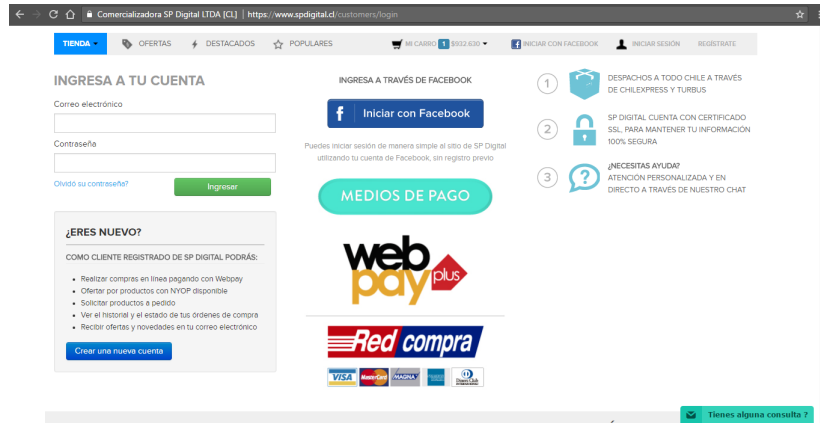 Comercializadora SP Digital LTDA [CL] | https://www.spdigital.cl/customers/login
TIENDA OFERTAS DESTACADOS POPULARES MI CARRO 1 $932.630 INICIAR CON FACEBOOK INICIAR SESIÓN REGÍSTRATE
INGRESA A TU CUENTA
Correo electrónico
Contraseña
Olvidó su contraseña?
Ingresar
¿ERES NUEVO?
COMO CLIENTE REGISTRADO DE SP DIGITAL PODRÁS:
Realizar compras en línea pagando con Webpay
Ofertar por productos con NYOP disponible
Solicitar productos a pedido
Ver el historial y el estado de tus órdenes de compra
Recibir ofertas y novedades en tu correo electrónico
Crear una nueva cuenta
INGRESA A TRAVÉS DE FACEBOOK
f Iniciar con Facebook
Puedes iniciar sesión de manera simple al sitio de SP Digital
utilizando tu cuenta de Facebook, sin registro previo
MEDIOS DE PAGO
web
pay plus
Red compra
VISA MasterCard MAGNA Diners Club
1
DESPACHOS A TODO CHILE A TRAVÉS
DE CHILEXPRESS Y TURBUS
2
SP DIGITAL CUENTA CON CERTIFICADO
SSL, PARA MANTENER TU INFORMACIÓN
100% SEGURA
3
¿NECESITAS AYUDA?
ATENCIÓN PERSONALIZADA Y EN
DIRECTO A TRAVÉS DE NUESTRO CHAT
Tienes alguna consulta ?